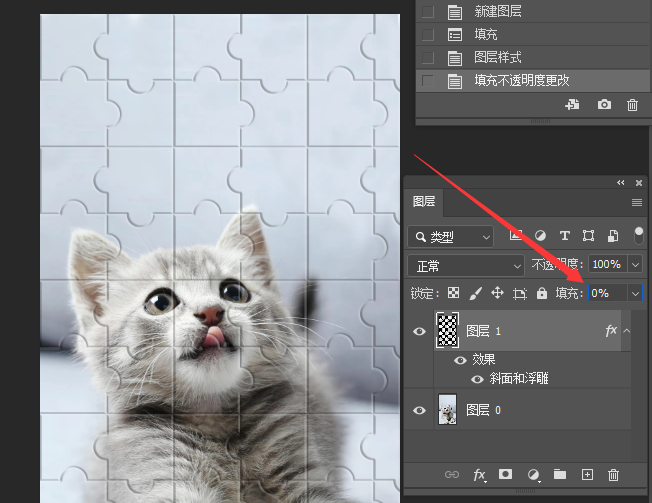 新建图层
填充
图层样式
填充不透明度更改
图层
类型
正常
不透明度: 100%
锁定:
填充: 0%
图层 1
fx
效果
斜面和浮雕
图层 0
fx